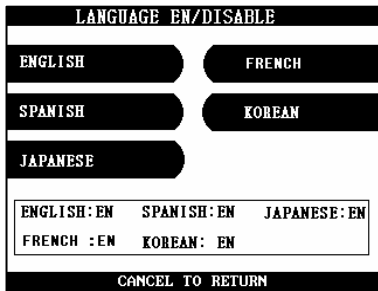 LANGUAGE EN/DISABLE
ENGLISH FRENCH
SPANISH KOREAN
JAPANESE
ENGLISH:EN SPANISH:EN JAPANESE:EN
FRENCH :EN KOREAN: EN
CANCEL TO RETURN